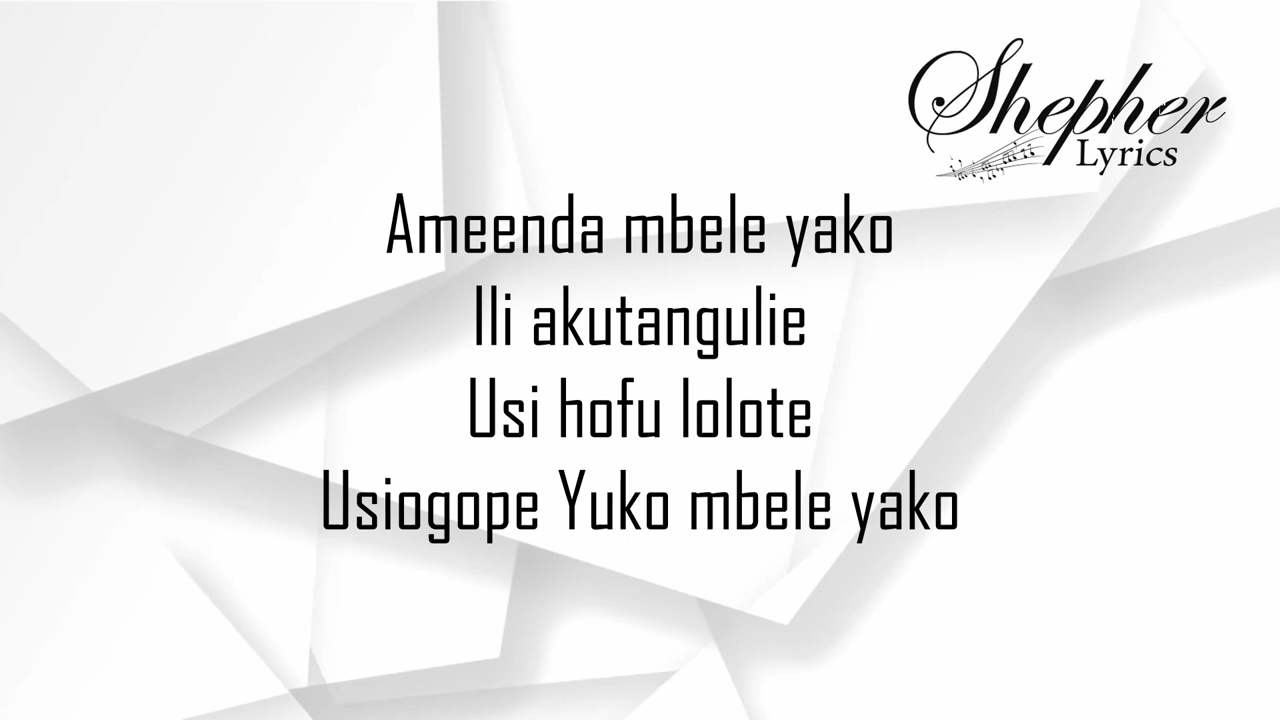 Shepher
Lyrics
Ameenda mbele yako
Ili akutangulie
Usi hofu lolote
Usiogope Yuko mbele yako